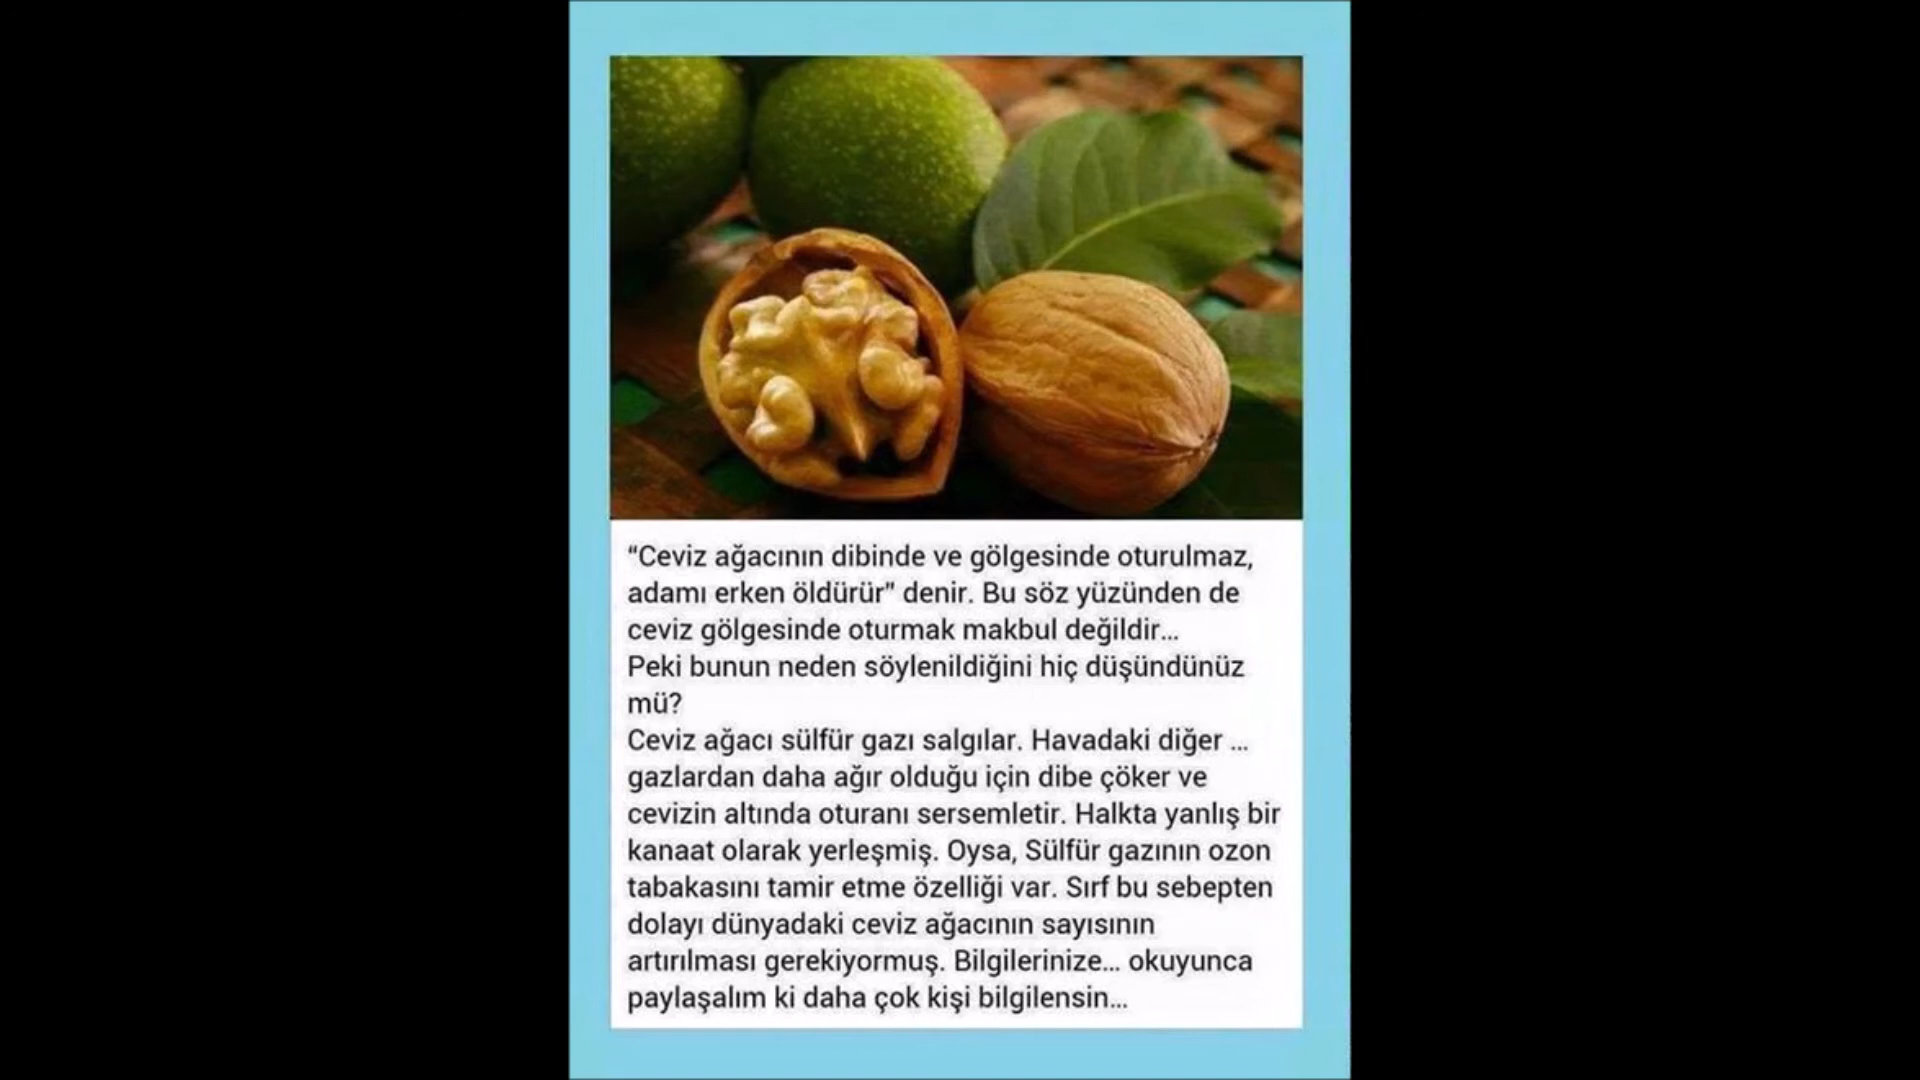 “Ceviz ağacının dibinde ve gölgesinde oturulmaz,
adamı erken öldürür” denir. Bu söz yüzünden de
ceviz gölgesinde oturmak makbul değildir...
Peki bunun neden söylenildiğini hiç düşündünüz
mü?
Ceviz ağacı sülfür gazı salgılar. Havadaki diğer ...
gazlardan daha ağır olduğu için dibe çöker ve
cevizin altında oturanı sersemletir. Halkta yanlış bir
kanaat olarak yerleşmiş. Oysa, Sülfür gazının ozon
tabakasını tamir etme özelliği var. Sırf bu sebepten
dolayı dünyadaki ceviz ağacının sayısının
artırılması gerekiyormuş. Bilgilerinize... okuyunca
paylaşalım ki daha çok kişi bilgilensin...